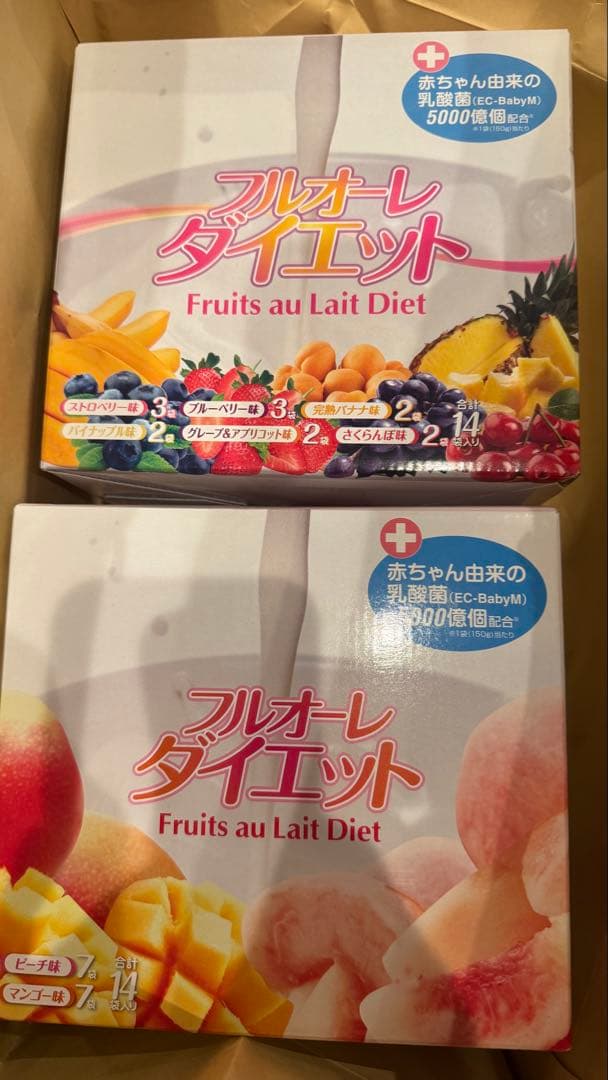 赤ちゃん由来の
乳酸菌(EC-BabyM)
5000億個配合※
※1袋(150g)当たり
フルオーレ
ダイエット
Fruits au Lait Diet
ストロベリー味 3袋 ブルーベリー味 3袋 完熟バナナ味 2袋
パイナップル味 2袋 グレープ&アプリコット味 2袋 さくらんぼ味 2袋
合計
14
袋入り
赤ちゃん由来の
乳酸菌(EC-BabyM)
5000億個配合※
※1袋(150g)当たり
フルオーレ
ダイエット
Fruits au Lait Diet
ピーチ味 7袋
マンゴー味 7袋
合計
14
袋入り